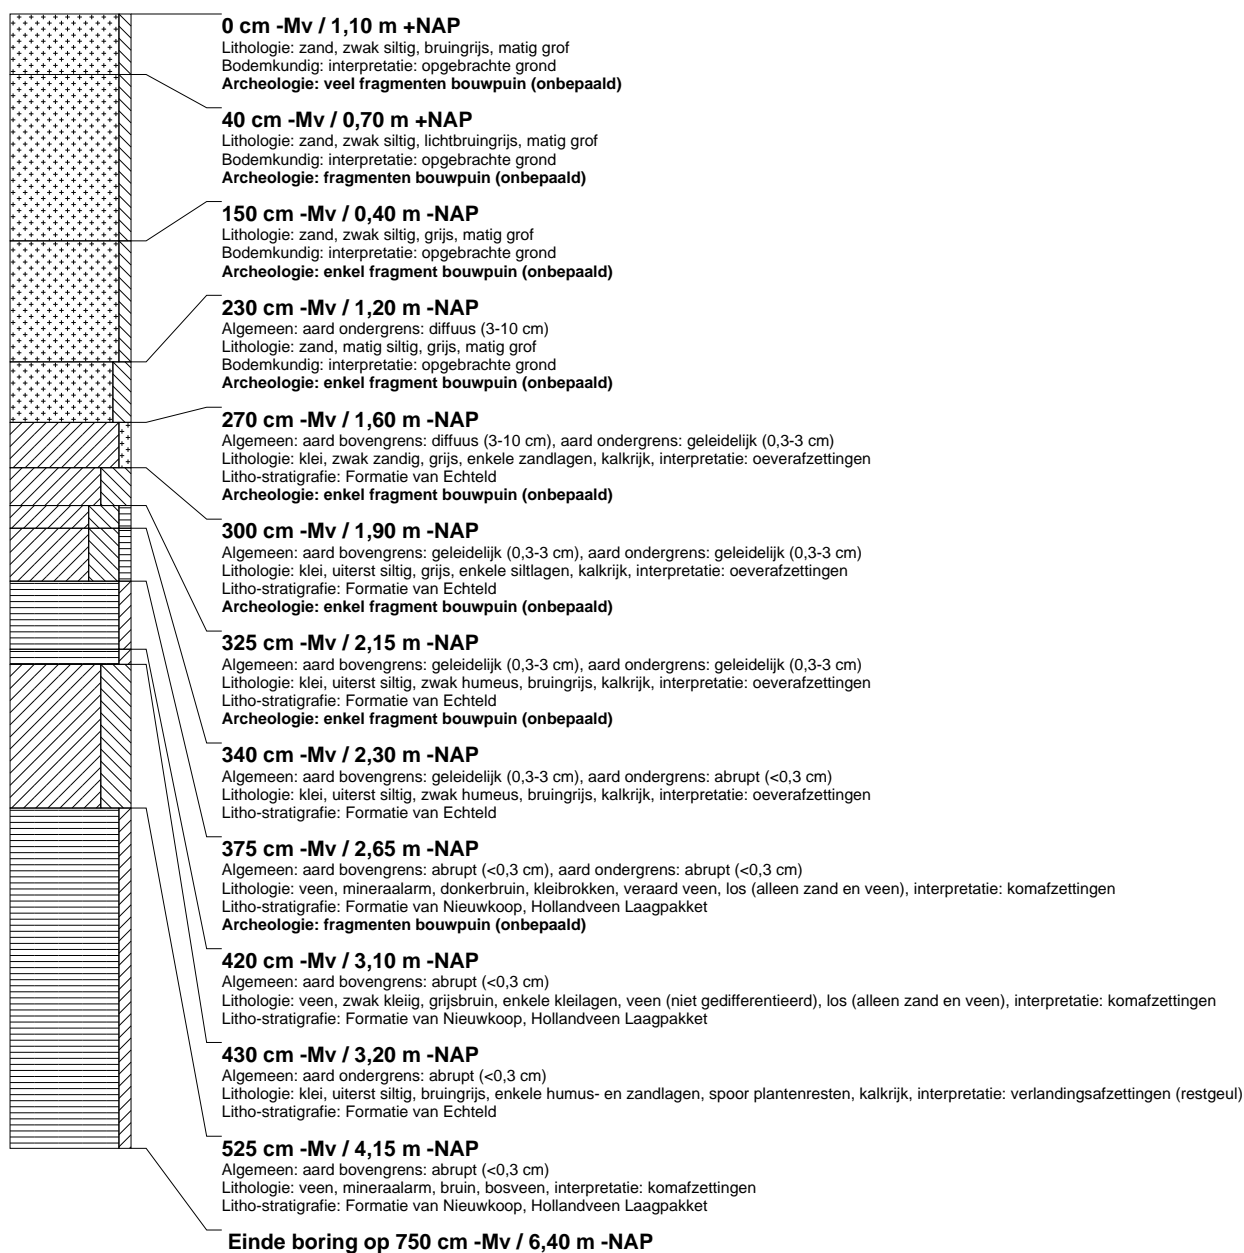 0 cm -Mv / 1,10 m +NAP
Lithologie: zand, zwak siltig, bruingrijs, matig grof
Bodemkundig: interpretatie: opgebrachte grond
Archeologie: veel fragmenten bouwpuin (onbepaald)
40 cm -Mv / 0,70 m +NAP
Lithologie: zand, zwak siltig, lichtbruingrijs, matig grof
Bodemkundig: interpretatie: opgebrachte grond
Archeologie: fragmenten bouwpuin (onbepaald)
150 cm -Mv / 0,40 m -NAP
Lithologie: zand, zwak siltig, grijs, matig grof
Bodemkundig: interpretatie: opgebrachte grond
Archeologie: enkel fragment bouwpuin (onbepaald)
230 cm -Mv / 1,20 m -NAP
Algemeen: aard ondergrens: diffuus (3-10 cm)
Lithologie: zand, matig siltig, grijs, matig grof
Bodemkundig: interpretatie: opgebrachte grond
Archeologie: enkel fragment bouwpuin (onbepaald)
270 cm -Mv / 1,60 m -NAP
Algemeen: aard bovengrens: diffuus (3-10 cm), aard ondergrens: geleidelijk (0,3-3 cm)
Lithologie: klei, zwak zandig, grijs, enkele zandlagen, kalkrijk, interpretatie: oeverafzettingen
Litho-stratigrafie: Formatie van Echteld
Archeologie: enkel fragment bouwpuin (onbepaald)
300 cm -Mv / 1,90 m -NAP
Algemeen: aard bovengrens: geleidelijk (0,3-3 cm), aard ondergrens: geleidelijk (0,3-3 cm)
Lithologie: klei, uiterst siltig, grijs, enkele siltlagen, kalkrijk, interpretatie: oeverafzettingen
Litho-stratigrafie: Formatie van Echteld
Archeologie: enkel fragment bouwpuin (onbepaald)
325 cm -Mv / 2,15 m -NAP
Algemeen: aard bovengrens: geleidelijk (0,3-3 cm), aard ondergrens: geleidelijk (0,3-3 cm)
Lithologie: klei, uiterst siltig, zwak humeus, bruingrijs, kalkrijk, interpretatie: oeverafzettingen
Litho-stratigrafie: Formatie van Echteld
Archeologie: enkel fragment bouwpuin (onbepaald)
340 cm -Mv / 2,30 m -NAP
Algemeen: aard bovengrens: geleidelijk (0,3-3 cm), aard ondergrens: abrupt (<0,3 cm)
Lithologie: klei, uiterst siltig, zwak humeus, bruingrijs, kalkrijk, interpretatie: oeverafzettingen
Litho-stratigrafie: Formatie van Echteld
375 cm -Mv / 2,65 m -NAP
Algemeen: aard bovengrens: abrupt (<0,3 cm), aard ondergrens: abrupt (<0,3 cm)
Lithologie: veen, mineraalarm, donkerbruin, kleibrokken, veraard veen, los (alleen zand en veen), interpretatie: komafzettingen
Litho-stratigrafie: Formatie van Nieuwkoop, Hollandveen Laagpakket
Archeologie: fragmenten bouwpuin (onbepaald)
420 cm -Mv / 3,10 m -NAP
Algemeen: aard bovengrens: abrupt (<0,3 cm)
Lithologie: veen, zwak kleiig, grijsbruin, enkele kleilagen, veen (niet gedifferentieerd), los (alleen zand en veen), interpretatie: komafzettingen
Litho-stratigrafie: Formatie van Nieuwkoop, Hollandveen Laagpakket
430 cm -Mv / 3,20 m -NAP
Algemeen: aard ondergrens: abrupt (<0,3 cm)
Lithologie: klei, uiterst siltig, bruingrijs, enkele humus- en zandlagen, spoor plantenresten, kalkrijk, interpretatie: verlandingsafzettingen (restgeul)
Litho-stratigrafie: Formatie van Echteld
525 cm -Mv / 4,15 m -NAP
Algemeen: aard bovengrens: abrupt (<0,3 cm)
Lithologie: veen, mineraalarm, bruin, bosveen, interpretatie: komafzettingen
Litho-stratigrafie: Formatie van Nieuwkoop, Hollandveen Laagpakket
Einde boring op 750 cm -Mv / 6,40 m -NAP